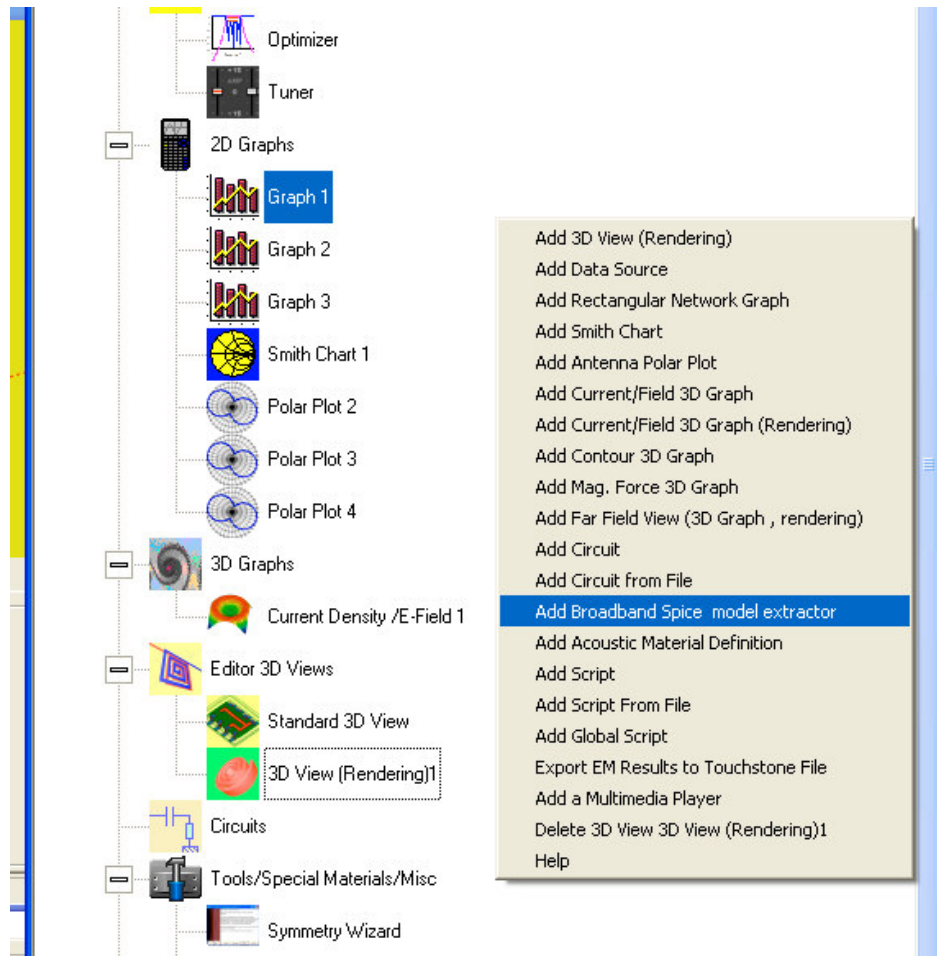 Optimizer
Tuner
2D Graphs
Graph 1
Graph 2
Graph 3
Smith Chart 1
Polar Plot 2
Polar Plot 3
Polar Plot 4
3D Graphs
Current Density /E-Field 1
Editor 3D Views
Standard 3D View
3D View (Rendering)1
Circuits
Tools/Special Materials/Misc
Symmetry Wizard
Add 3D View (Rendering)
Add Data Source
Add Rectangular Network Graph
Add Smith Chart
Add Antenna Polar Plot
Add Current/Field 3D Graph
Add Current/Field 3D Graph (Rendering)
Add Contour 3D Graph
Add Mag. Force 3D Graph
Add Far Field View (3D Graph , rendering)
Add Circuit
Add Circuit from File
Add Broadband Spice  model extractor
Add Acoustic Material Definition
Add Script
Add Script From File
Add Global Script
Export EM Results to Touchstone File
Add a Multimedia Player
Delete 3D View 3D View (Rendering)1
Help